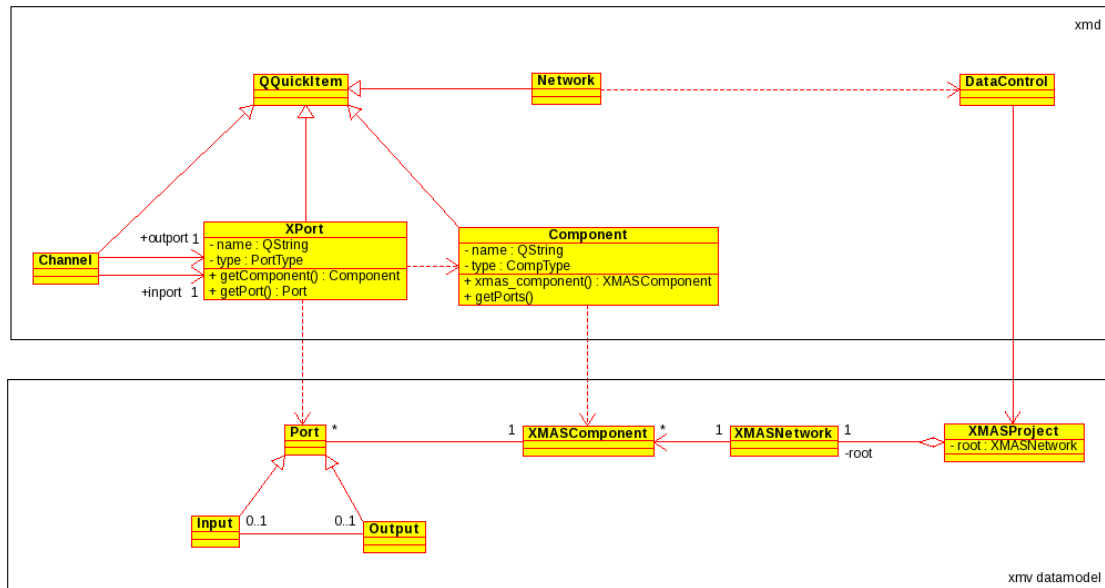 xmd
QQuickItem
Network
DataControl
XPort
- name : QString
- type : PortType
+ getComponent() : Component
+ getPort() : Port
Component
- name : QString
- type : CompType
+ xmas_component() : XMASComponent
+ getPorts()
Channel
+outport 1
+inport 1
Port
*
1
XMASComponent
*
1
XMASNetwork
1
-root
XMASProject
- root : XMASNetwork
Input
0..1
0..1
Output
xmv datamodel